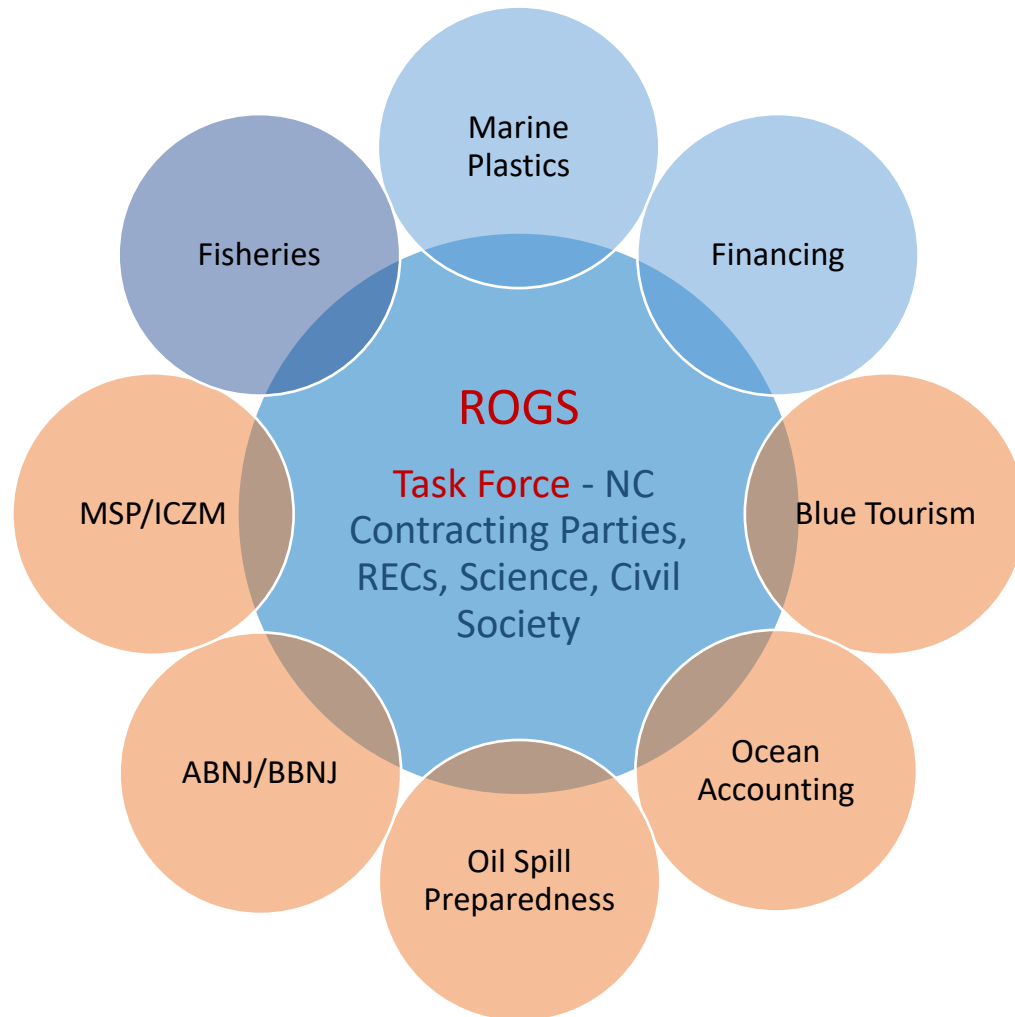 Marine
Plastics
Financing
Fisheries
ROGS
Task Force - NC
Contracting Parties,
RECs, Science, Civil
Society
MSP/ICZM
Blue Tourism
ABNJ/BBNJ
Ocean
Accounting
Oil Spill
Preparedness